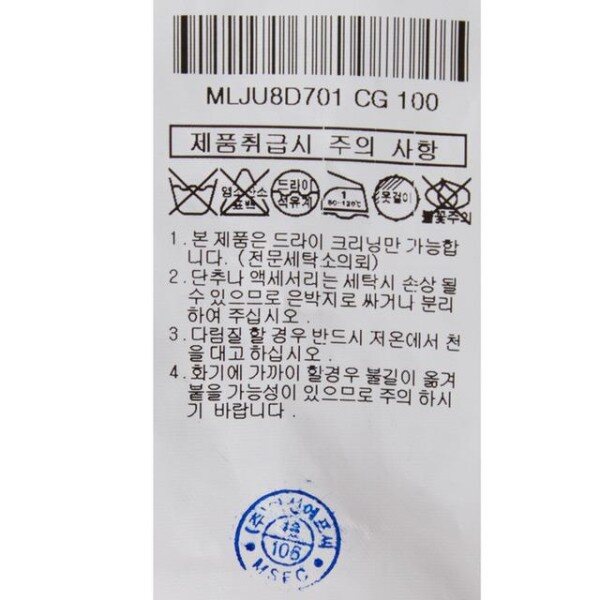 MLJU8D701 CG 100
제품취급시 주의 사항
염소산소 표백
드라이
석유계
1
80-120℃
옷걸이
불꽃주의
1.본 제품은 드라이 크리닝만 가능합
니다.(전문세탁소의뢰)
2.단추나 액세서리는 세탁시 손상 될
수 있으므로 은박지로 싸거나 분리
하여 주십시오.
3.다림질 할 경우 반드시 저온에서 천
을 대고 하십시오.
4.화기에 가까이 할경우 불길이 옮겨
붙을 가능성이 있으므로 주의 하시
기 바랍니다.
106
MSFC